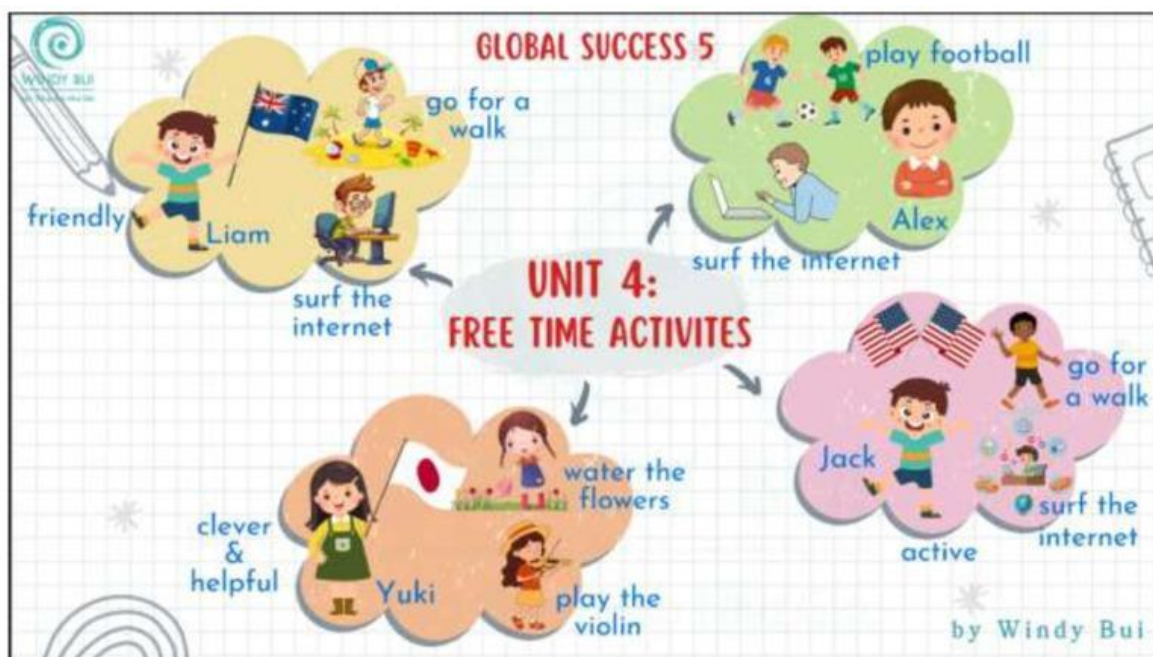 WINDY BUI
GLOBAL SUCCESS 5
go for a
walk
friendly
Liam
surf the
internet
play football
Alex
surf the internet
UNIT 4:
FREE TIME ACTIVITES
go for
a walk
Jack
surf the
internet
active
water the
flowers
clever
&
helpful
Yuki
play the
violin
by Windy Bui